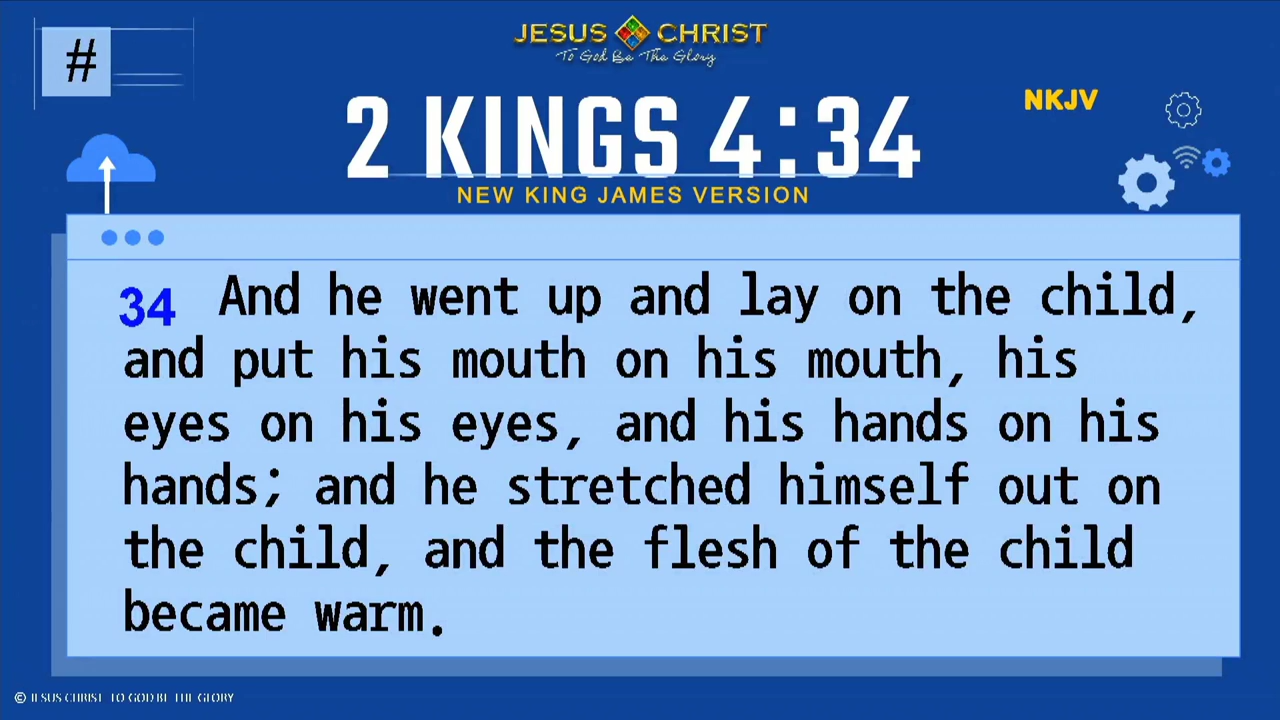 #
JESUS CHRIST
To God Be The Glory
2 KINGS 4:34
NKJV
NEW KING JAMES VERSION
34 And he went up and lay on the child,
and put his mouth on his mouth, his
eyes on his eyes, and his hands on his
hands; and he stretched himself out on
the child, and the flesh of the child
became warm.
© JESUS CHRIST TO GOD BE THE GLORY